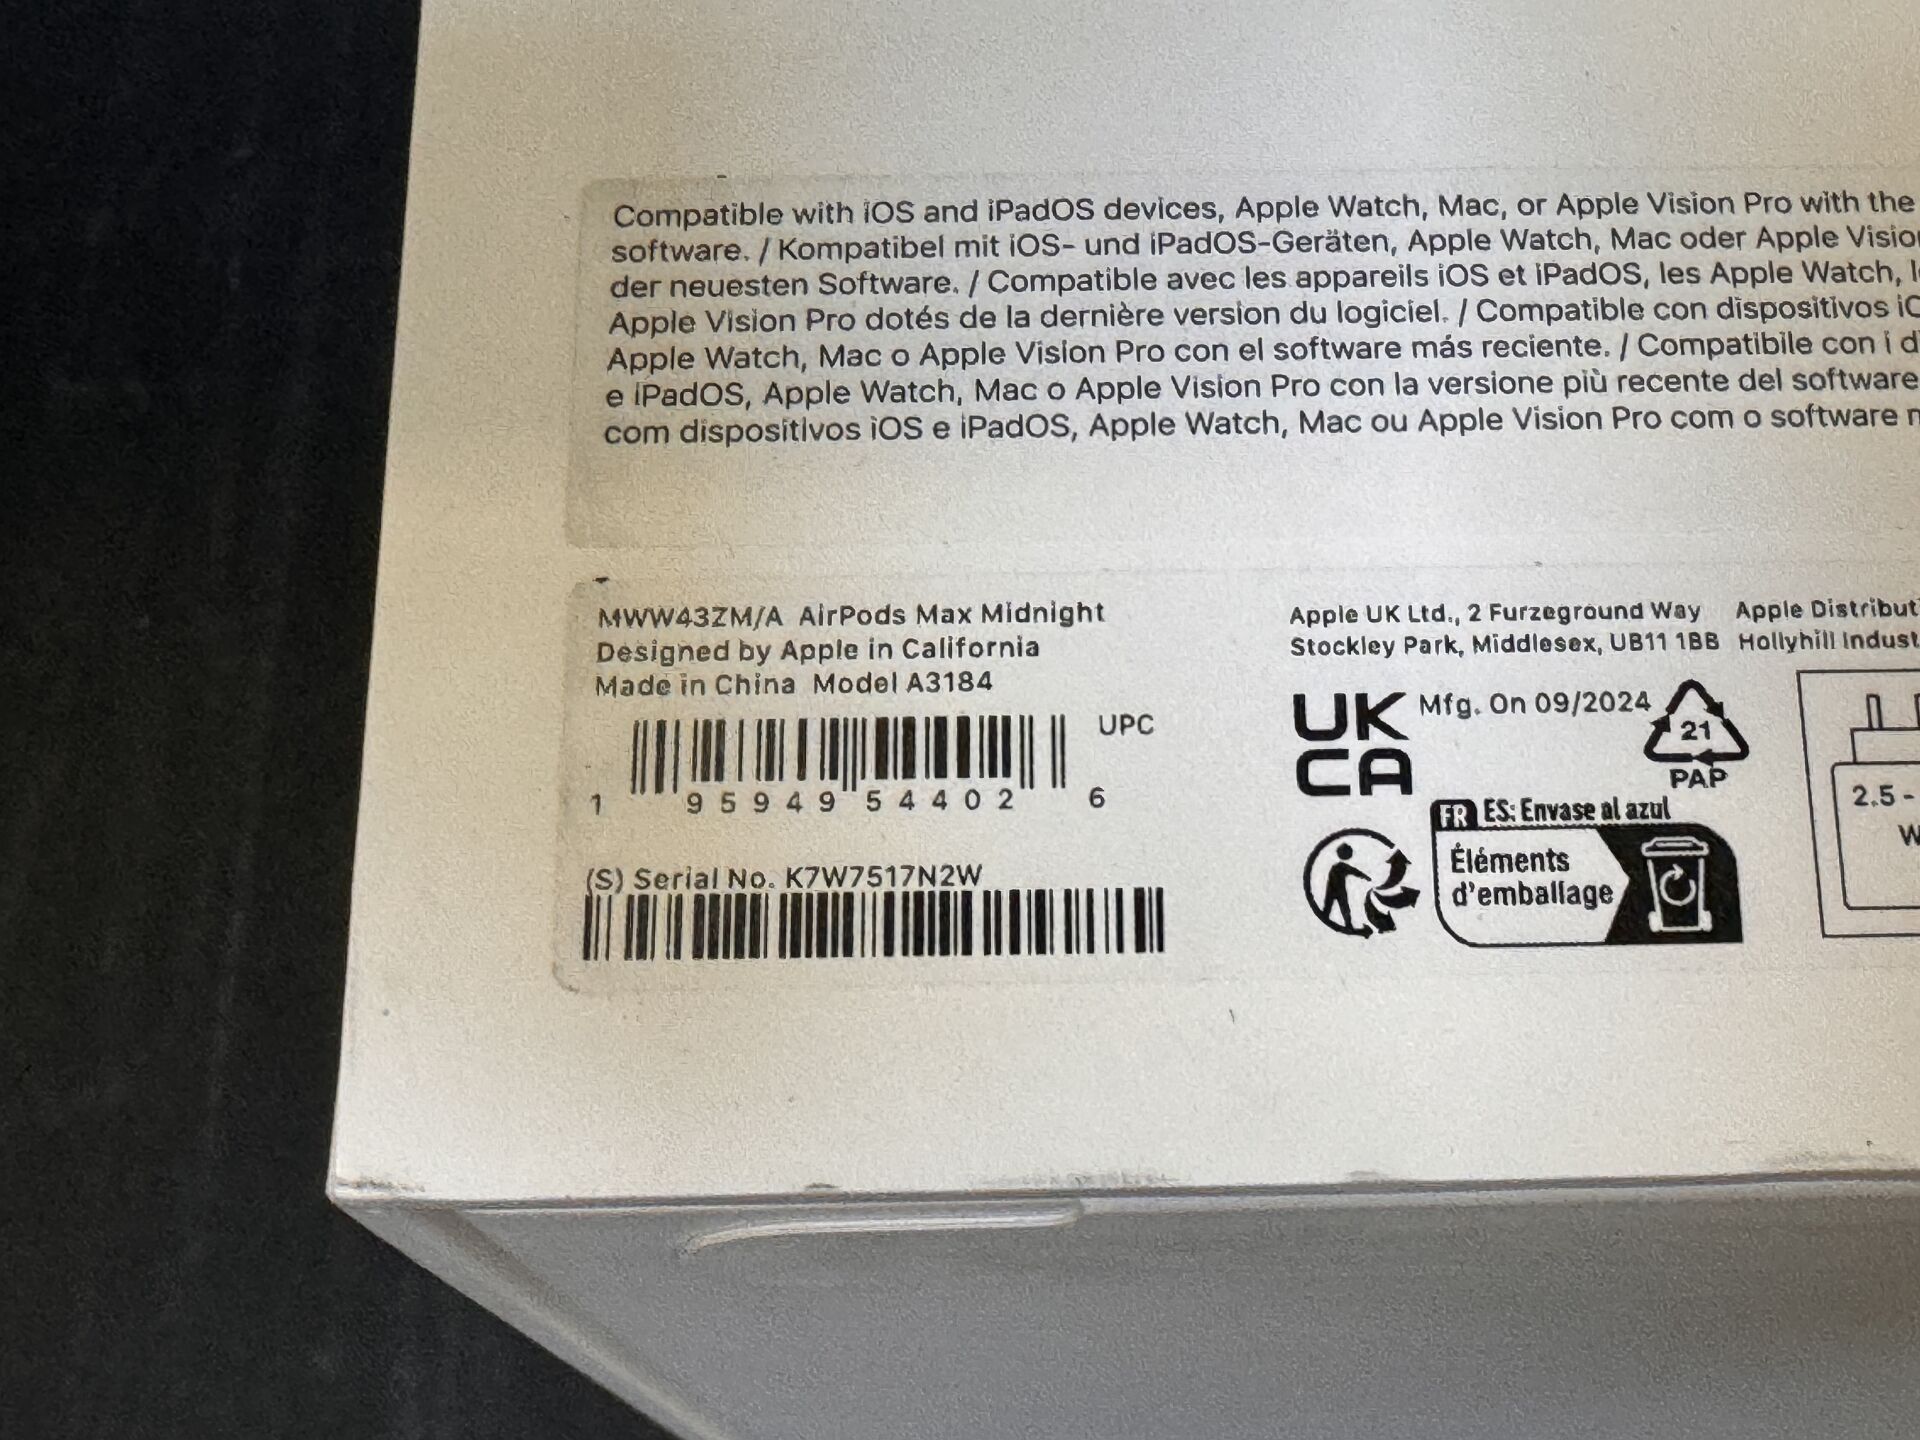 Compatible with iOS and iPadOS devices, Apple Watch, Mac, or Apple Vision Pro with the
software. / Kompatibel mit iOS- und iPadOS-Geräten, Apple Watch, Mac oder Apple
der neuesten Software. / Compatible avec les appareils iOS et iPadOS, les Apple Watch,
Apple Vision Pro dotés de la dernière version du logiciel. / Compatible con dispositivos
Apple Watch, Mac o Apple Vision Pro con el software más reciente. / Compatibile con i
e iPadOS, Apple Watch, Mac o Apple Vision Pro con la versione più recente del software
com dispositivos iOS e iPadOS, Apple Watch, Mac ou Apple Vision Pro com o software
MWW43ZM/A AirPods Max Midnight
Designed by Apple in California
Made in China Model A3184
UPC
1 95949 54402 6
(S) Serial No. K7W7517N2W
Apple UK Ltd., 2 Furzeground Way
Stockley Park, Middlesex, UB11 1BB
Apple
Hollyhill
UK
CA
Mfg. On 09/2024
21
PAP
FR ES: Envase al azul
Éléments
d'emballage
2.5 -